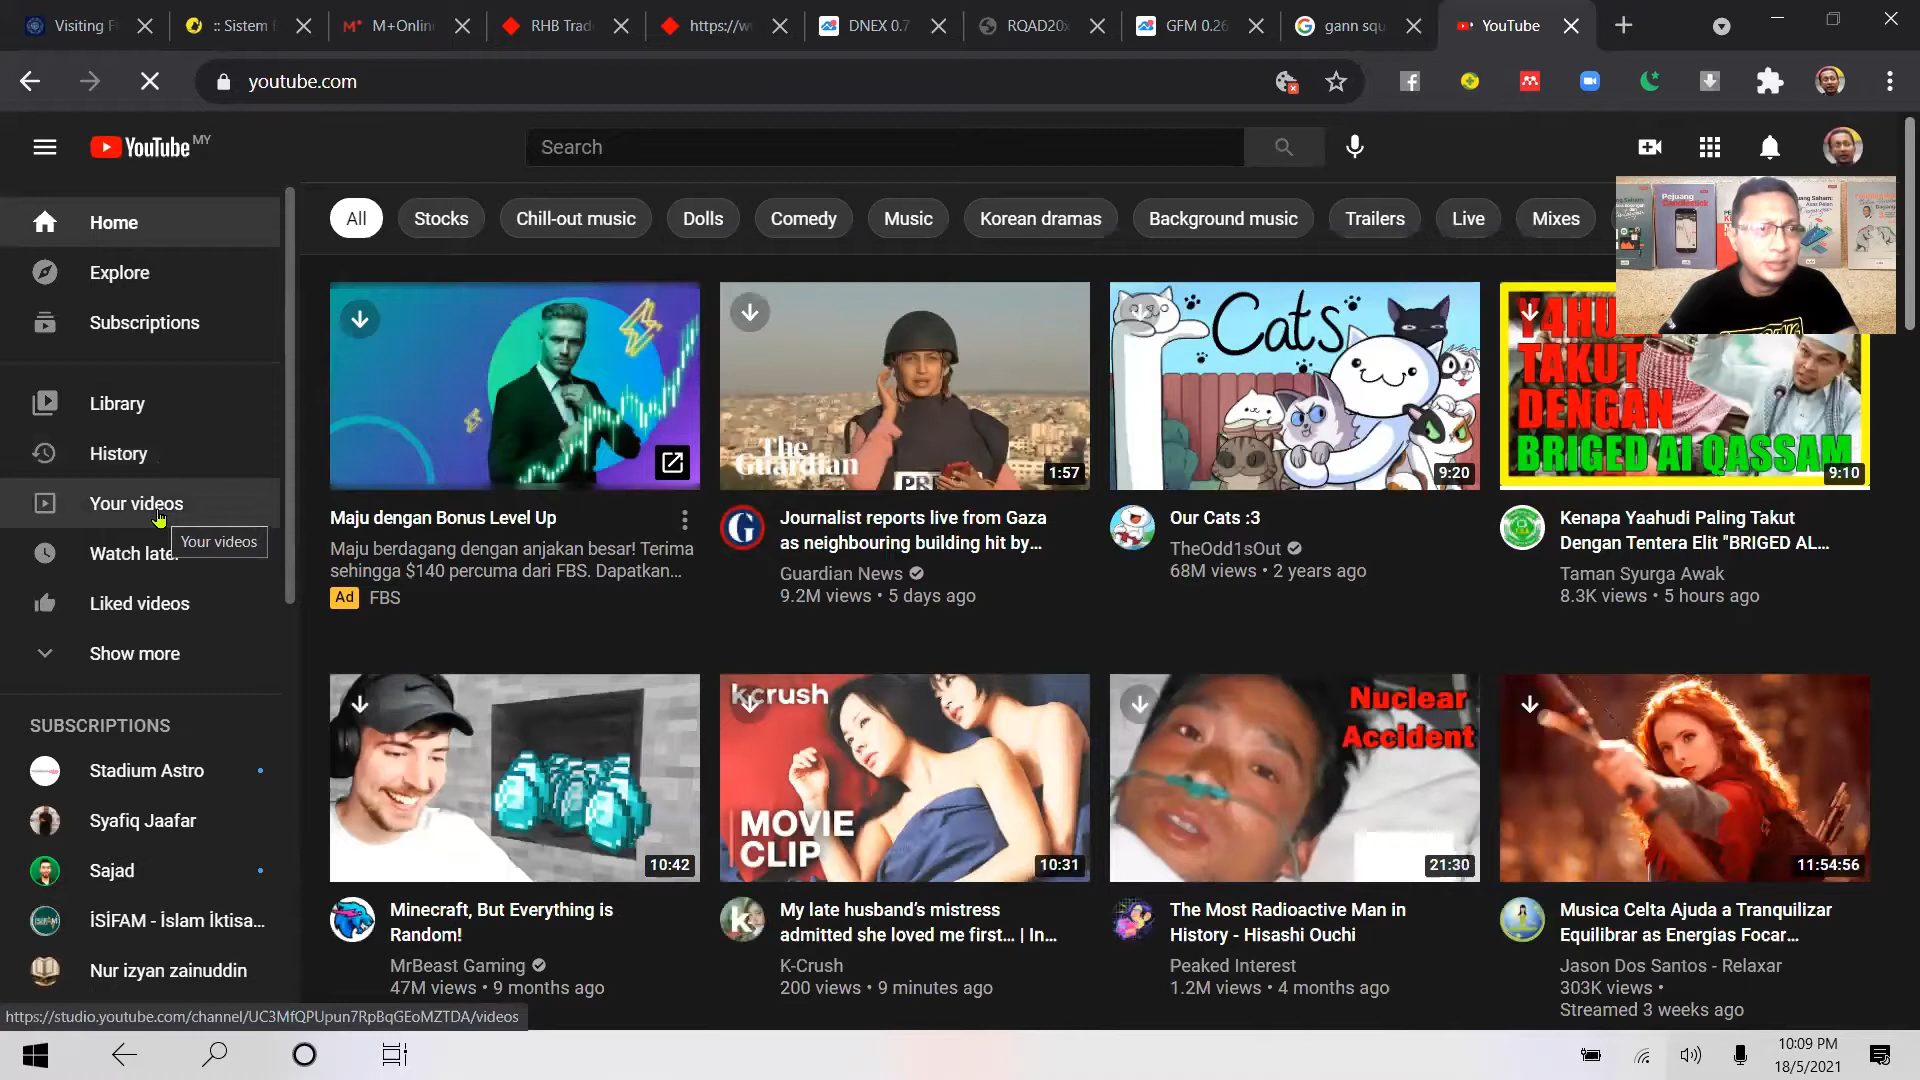 Visiting F
:: Sistem E
M+Onlin
RHB Trad
https://w
DNEX 0.7
RQAD20x
GFM 0.26
gann squ
YouTube
youtube.com
YouTube MY
Search
Home
Explore
Subscriptions
Library
History
Your videos
Your videos
Watch late
Liked videos
Show more
SUBSCRIPTIONS
Stadium Astro
Syafiq Jaafar
Sajad
İSİFAM - İslam İktisa...
Nur izyan zainuddin
All
Stocks
Chill-out music
Dolls
Comedy
Music
Korean dramas
Background music
Trailers
Live
Mixes
Pejuang
Maju dengan Bonus Level Up
Maju berdagang dengan anjakan besar! Terima
sehingga $140 percuma dari FBS. Dapatkan...
Ad FBS
The
Guardian
1:57
Journalist reports live from Gaza
as neighbouring building hit by...
Guardian News
9.2M views • 5 days ago
Cats
9:20
Our Cats :3
TheOdd1sOut
68M views • 2 years ago
Y4HU
TAKUT
DENGAN
BRIGED Al QASSAM
9:10
Kenapa Yaahudi Paling Takut
Dengan Tentera Elit "BRIGED AL...
Taman Syurga Awak
8.3K views • 5 hours ago
10:42
Minecraft, But Everything is
Random!
MrBeast Gaming
47M views • 9 months ago
kcrush
MOVIE
CLIP
10:31
My late husband's mistress
admitted she loved me first... | In...
K-Crush
200 views • 9 minutes ago
Nuclear
Accident
21:30
The Most Radioactive Man in
History - Hisashi Ouchi
Peaked Interest
1.2M views • 4 months ago
11:54:56
Musica Celta Ajuda a Tranquilizar
Equilibrar as Energias Focar...
Jason Dos Santos - Relaxar
303K views •
Streamed 3 weeks ago
https://studio.youtube.com/channel/UC3MfQPUpun7RpBqGEoMZTDA/videos
10:09 PM
18/5/2021